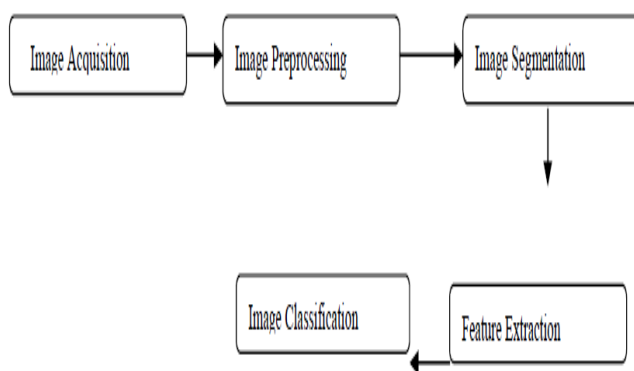 Image Acquisition
Image Preprocessing
Image Segmentation
Feature Extraction
Image Classification